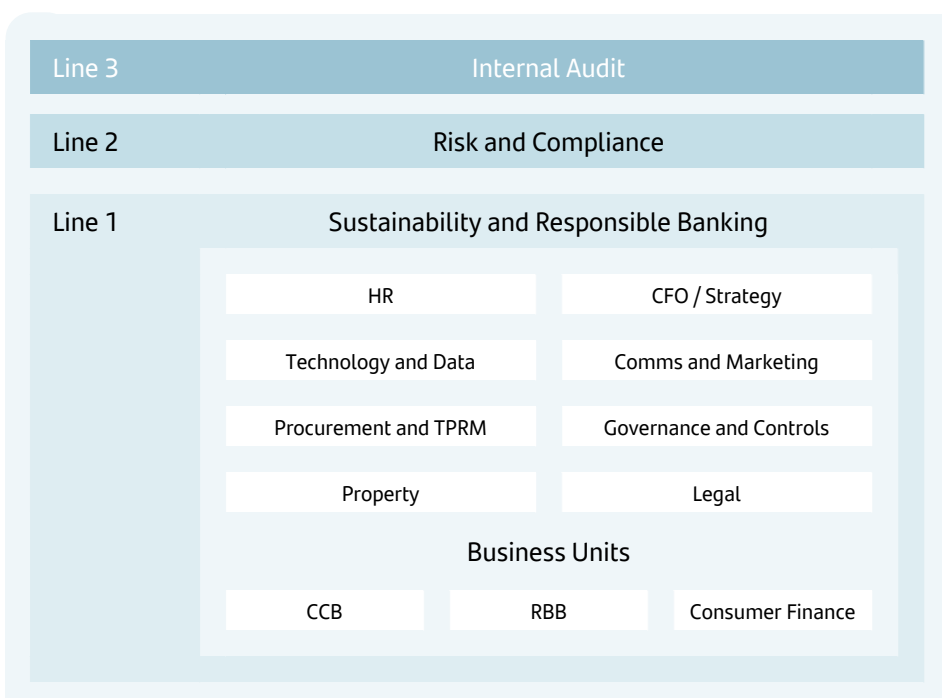 Line 3 Internal Audit
Line 2 Risk and Compliance
Line 1 Sustainability and Responsible Banking
HR CFO / Strategy
Technology and Data Comms and Marketing
Procurement and TPRM Governance and Controls
Property Legal
Business Units
CCB RBB Consumer Finance